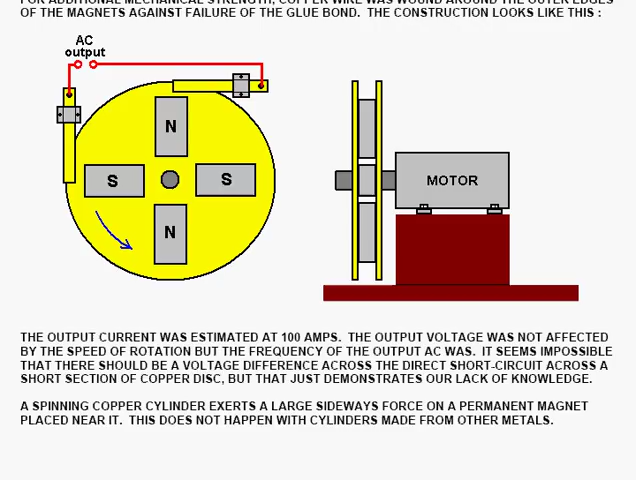 FOR ADDITIONAL MECHANICAL STRENGTH, COPPER WIRE WAS WOUND AROUND THE OUTER EDGES
OF THE MAGNETS AGAINST FAILURE OF THE GLUE BOND. THE CONSTRUCTION LOOKS LIKE THIS :
AC
output
N
S
S
N
MOTOR
THE OUTPUT CURRENT WAS ESTIMATED AT 100 AMPS. THE OUTPUT VOLTAGE WAS NOT AFFECTED
BY THE SPEED OF ROTATION BUT THE FREQUENCY OF THE OUTPUT AC WAS. IT SEEMS IMPOSSIBLE
THAT THERE SHOULD BE A VOLTAGE DIFFERENCE ACROSS THE DIRECT SHORT-CIRCUIT ACROSS A
SHORT SECTION OF COPPER DISC, BUT THAT JUST DEMONSTRATES OUR LACK OF KNOWLEDGE.
A SPINNING COPPER CYLINDER EXERTS A LARGE SIDEWAYS FORCE ON A PERMANENT MAGNET
PLACED NEAR IT. THIS DOES NOT HAPPEN WITH CYLINDERS MADE FROM OTHER METALS.